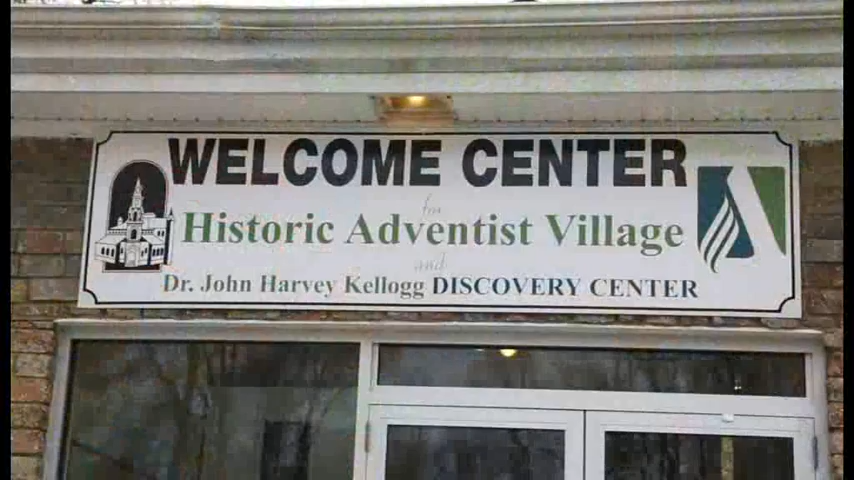 WELCOME CENTER
for
Historic Adventist Village
and
Dr. John Harvey Kellogg DISCOVERY CENTER